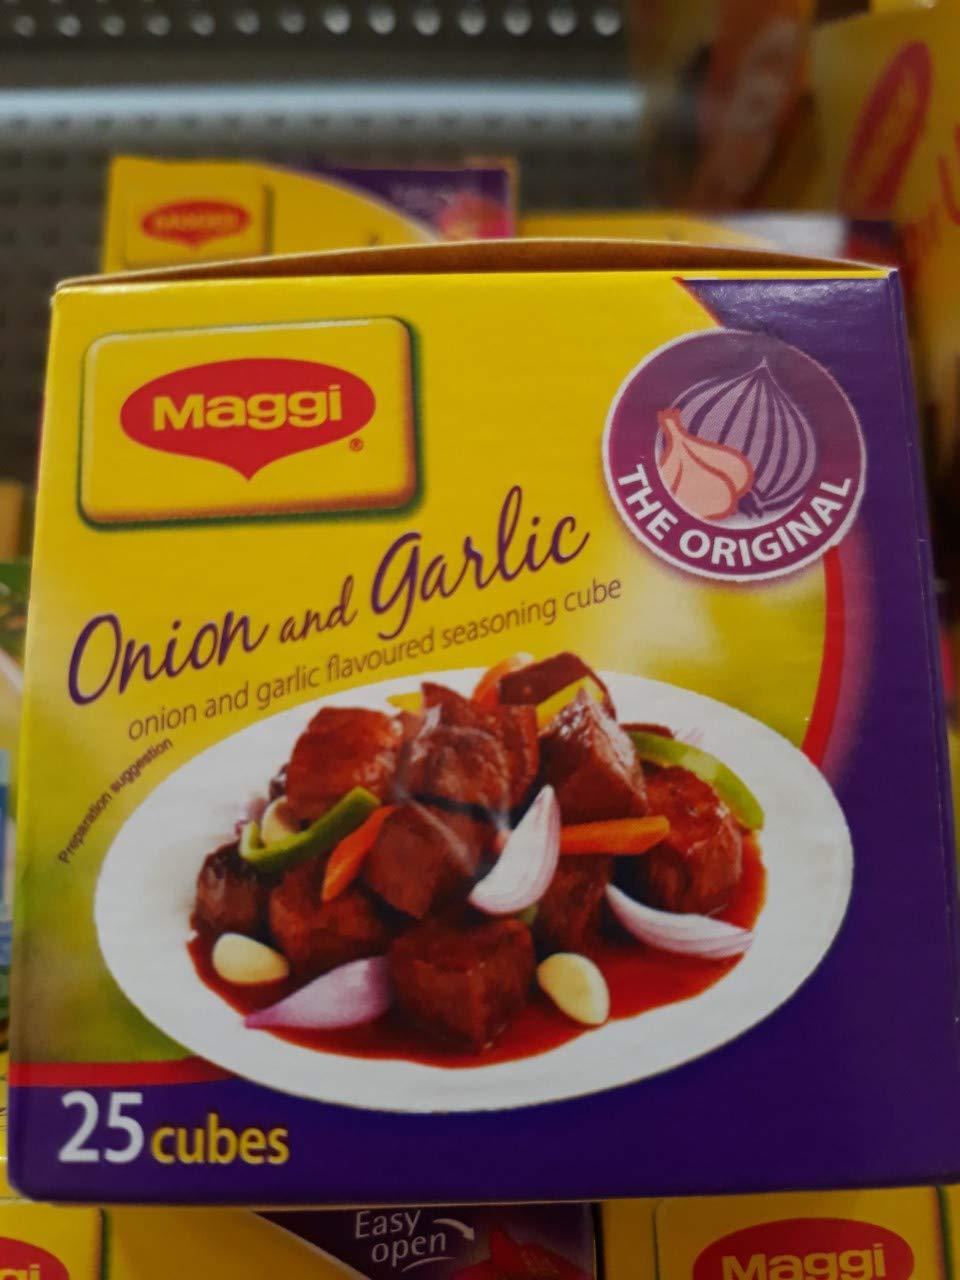 Maggi®
THE ORIGINAL
Onion and Garlic
onion and garlic flavoured seasoning cube
Preparation suggestion
25 cubes
Easy
open
Maggi